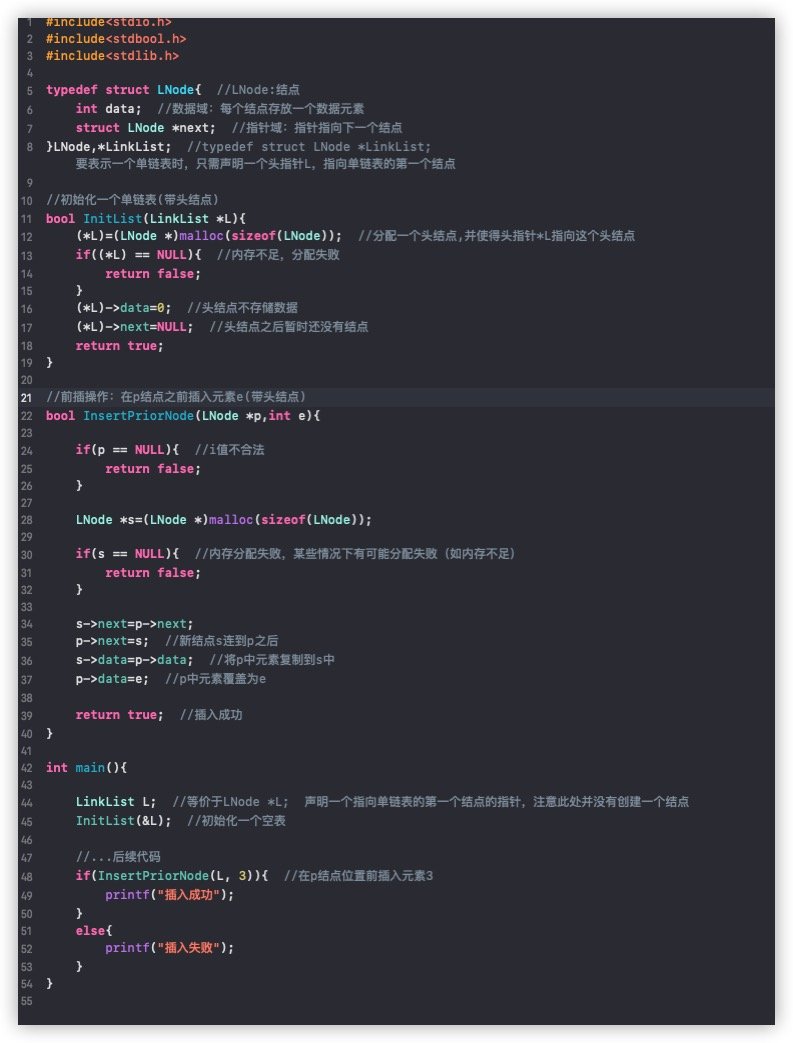 1 #include<stdio.h>
2 #include<stdbool.h>
3 #include<stdlib.h>
4
5 typedef struct LNode{  //LNode:结点
6     int data;  //数据域: 每个结点存放一个数据元素
7     struct LNode *next;  //指针域: 指针指向下一个结点
8 }LNode,*LinkList;  //typedef struct LNode *LinkList;
    要表示一个单链表时，只需声明一个头指针L，指向单链表的第一个结点
9
10 //初始化一个单链表(带头结点)
11 bool InitList(LinkList *L){
12     (*L)=(LNode *)malloc(sizeof(LNode));  //分配一个头结点,并使得头指针*L指向这个头结点
13     if((*L) == NULL){  //内存不足，分配失败
14         return false;
15     }
16     (*L)->data=0;  //头结点不存储数据
17     (*L)->next=NULL;  //头结点之后暂时还没有结点
18     return true;
19 }
20
21 //前插操作: 在p结点之前插入元素e(带头结点)
22 bool InsertPriorNode(LNode *p,int e){
23
24     if(p == NULL){  //i值不合法
25         return false;
26     }
27
28     LNode *s=(LNode *)malloc(sizeof(LNode));
29
30     if(s == NULL){  //内存分配失败，某些情况下有可能分配失败（如内存不足）
31         return false;
32     }
33
34     s->next=p->next;
35     p->next=s;  //新结点s连到p之后
36     s->data=p->data;  //将p中元素复制到s中
37     p->data=e;  //p中元素覆盖为e
38
39     return true;  //插入成功
40 }
41
42 int main(){
43
44     LinkList L;  //等价于LNode *L;  声明一个指向单链表的第一个结点的指针，注意此处并没有创建一个结点
45     InitList(&L);  //初始化一个空表
46
47     //...后续代码
48     if(InsertPriorNode(L, 3)){  //在p结点位置前插入元素3
49         printf("插入成功");
50     }
51     else{
52         printf("插入失败");
53     }
54 }
55